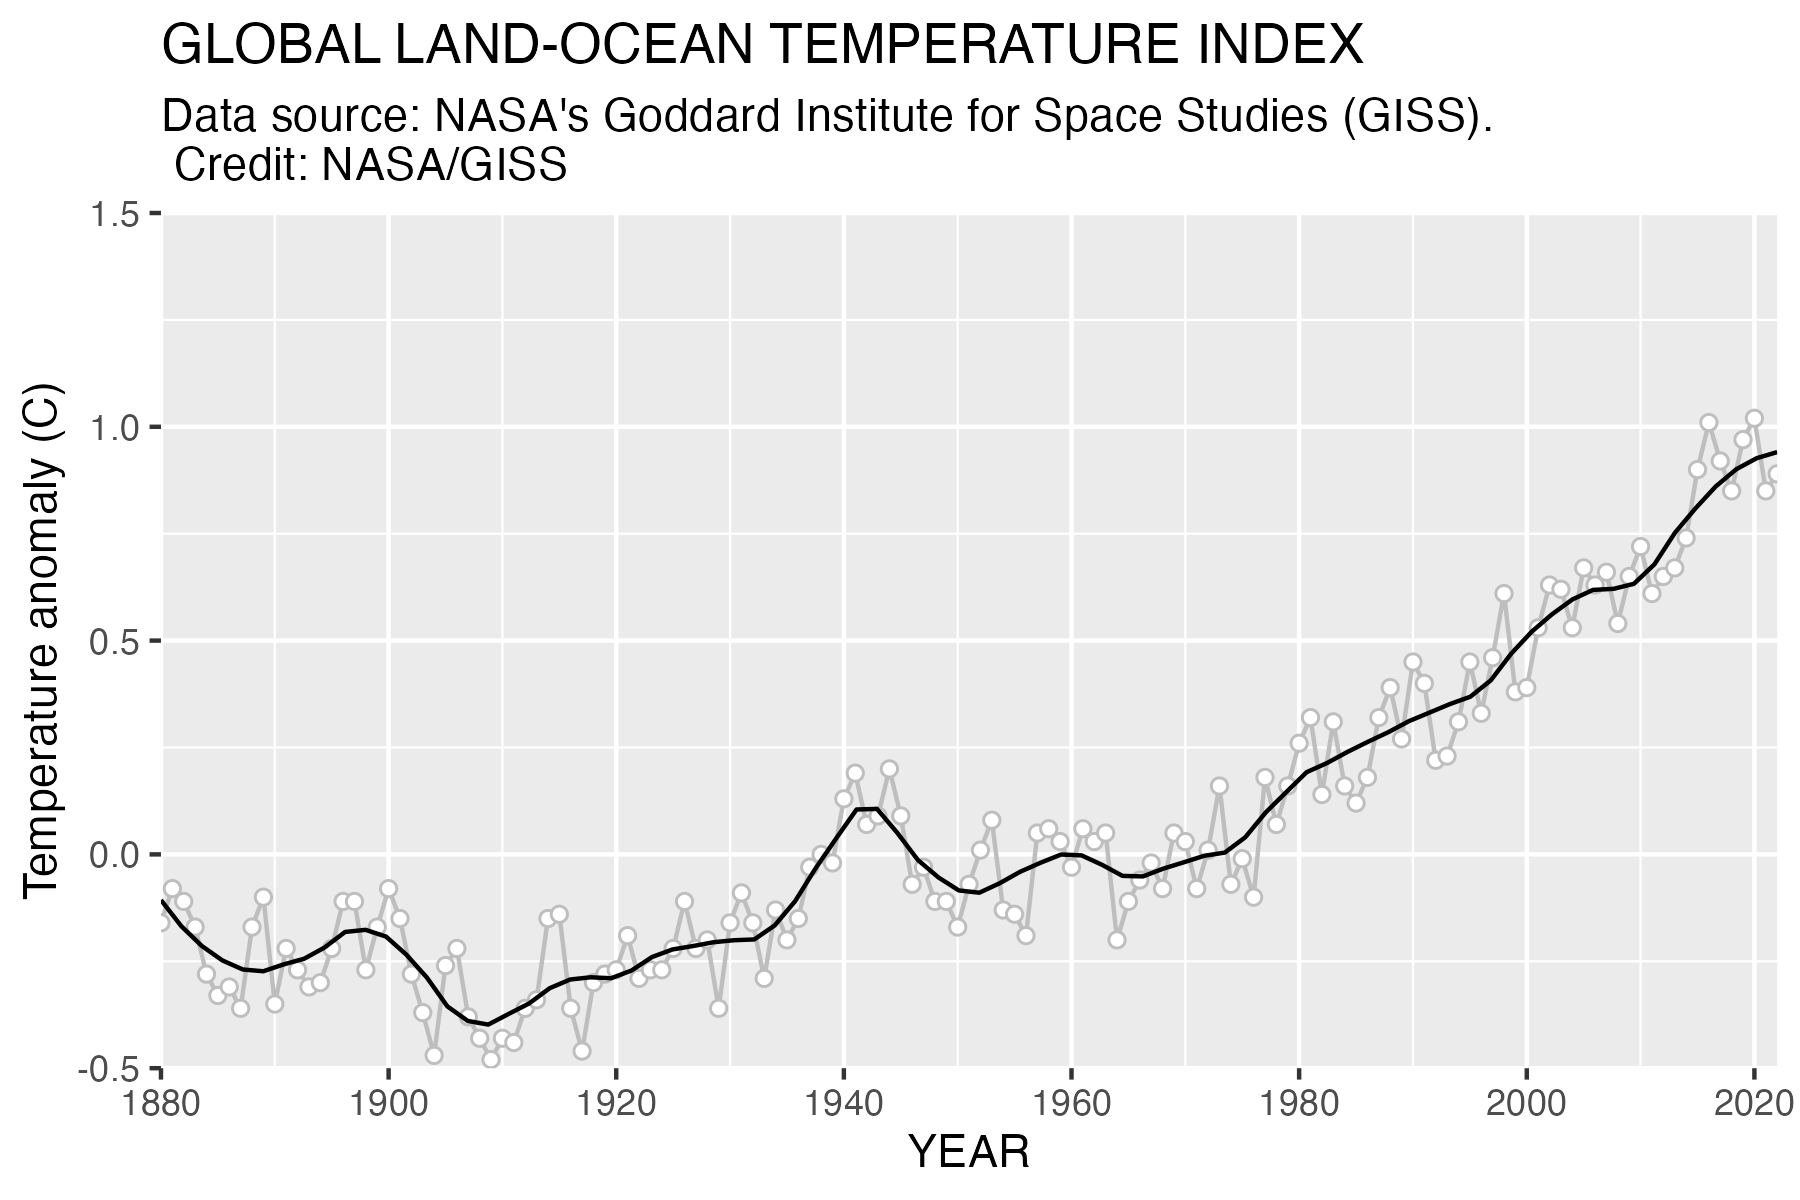 GLOBAL LAND-OCEAN TEMPERATURE INDEX
Data source: NASA's Goddard Institute for Space Studies (GISS).
Credit: NASA/GISS
Temperature anomaly (C)
1.5
1.0
0.5
0.0
-0.5
1880 1900 1920 1940 1960 1980 2000 2020
YEAR